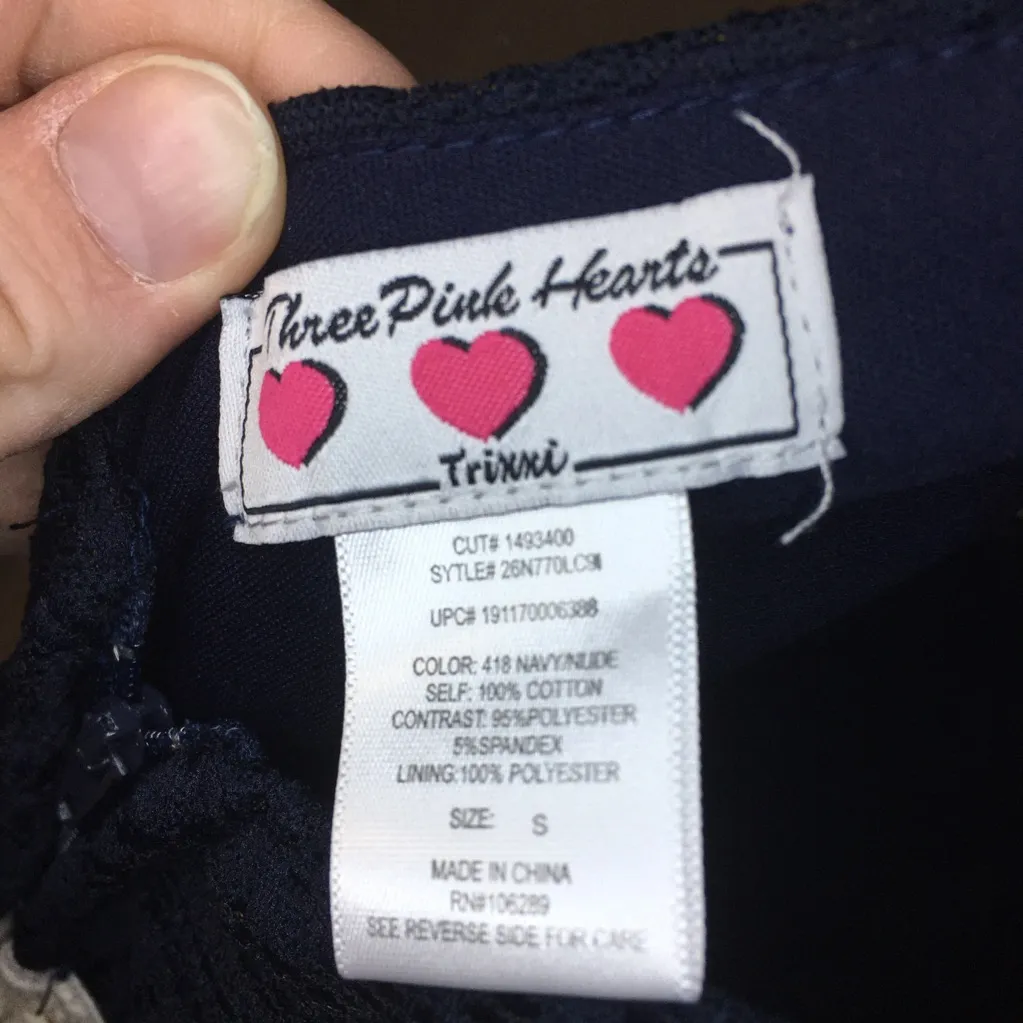 Three Pink Hearts
Trixxi
CUT# 1493400
SYTLE# 26N770LC9II
UPC# 191170006388
COLOR: 418 NAVY/NUDE
SELF: 100% COTTON
CONTRAST: 95%POLYESTER
5%SPANDEX
LINING:100% POLYESTER
SIZE: S
MADE IN CHINA
RN#106289
SEE REVERSE SIDE FOR CARE